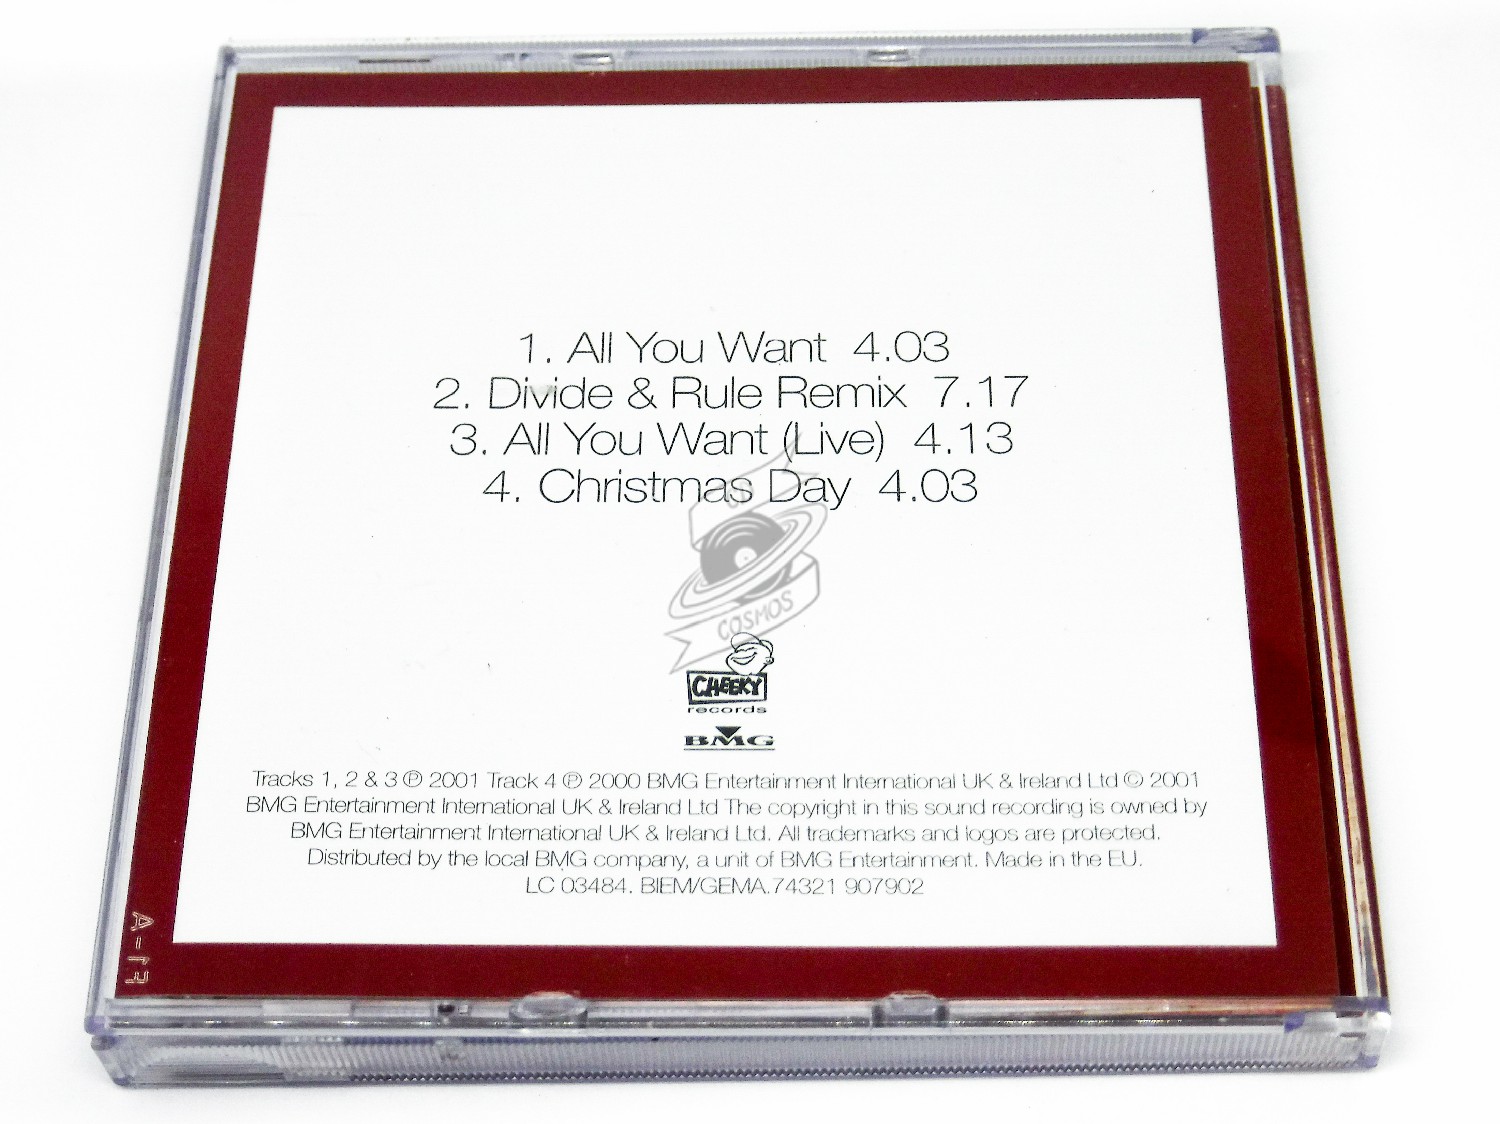 1. All You Want 4.03
2. Divide & Rule Remix 7.17
3. All You Want (Live) 4.13
4. Christmas Day 4.03
CD
COSMOS
CHEEKY
records
BMG
Tracks 1, 2 & 3 ℗ 2001 Track 4 ℗ 2000 BMG Entertainment International UK & Ireland Ltd © 2001
BMG Entertainment International UK & Ireland Ltd The copyright in this sound recording is owned by
BMG Entertainment International UK & Ireland Ltd. All trademarks and logos are protected.
Distributed by the local BMG company, a unit of BMG Entertainment. Made in the EU.
LC 03484. BIEM/GEMA.74321 907902